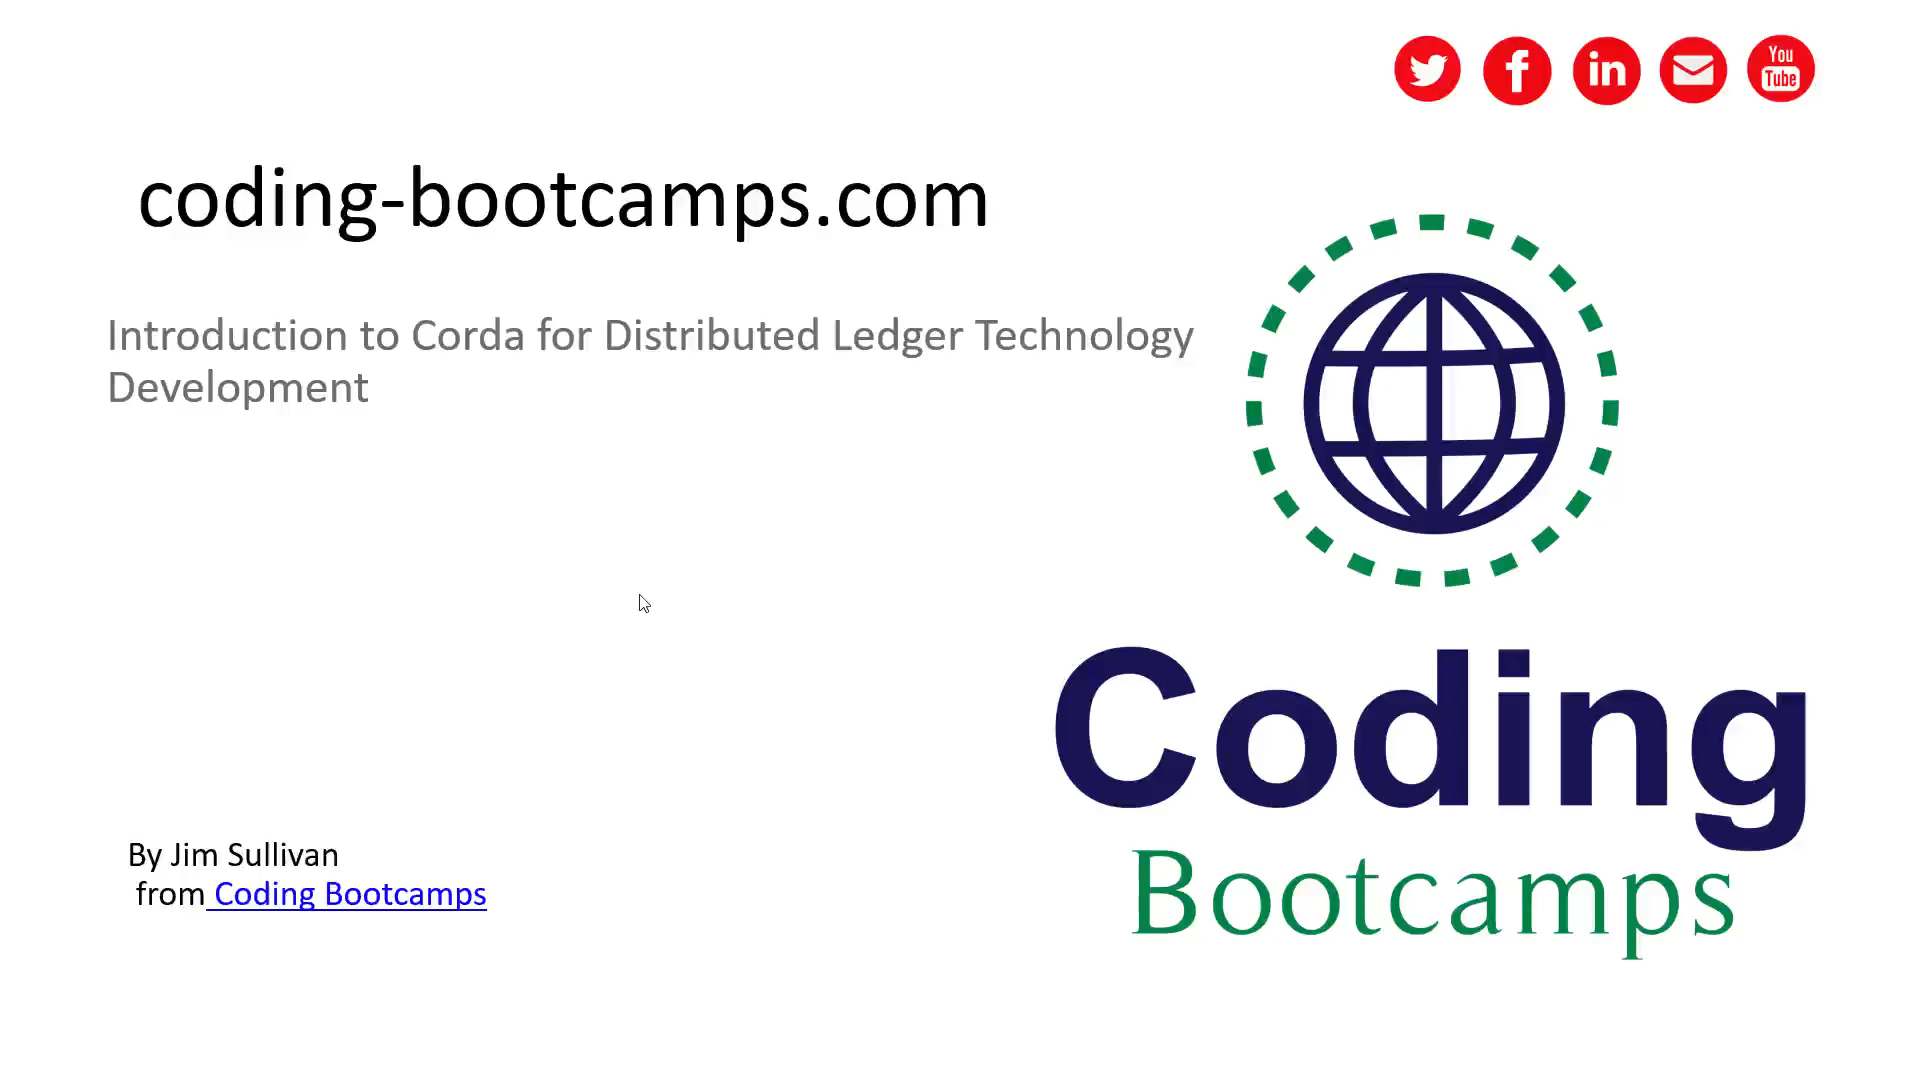 You
Tube
coding-bootcamps.com
Introduction to Corda for Distributed Ledger Technology
Development
Coding
Bootcamps
By Jim Sullivan
from Coding Bootcamps